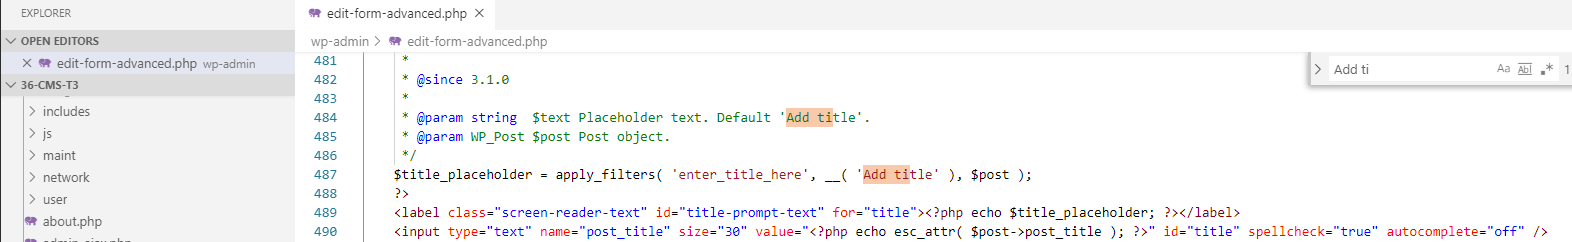 EXPLORER
OPEN EDITORS
edit-form-advanced.php wp-admin
36-CMS-T3
includes
js
maint
network
user
about.php
edit-form-advanced.php
wp-admin > edit-form-advanced.php
Add ti Aa Abl .*
481 *
482 * @since 3.1.0
483 *
484 * @param string  $text Placeholder text. Default 'Add title'.
485 * @param WP_Post $post Post object.
486 */
487 $title_placeholder = apply_filters( 'enter_title_here', __( 'Add title' ), $post );
488 ?>
489 <label class="screen-reader-text" id="title-prompt-text" for="title"><?php echo $title_placeholder; ?></label>
490 <input type="text" name="post_title" size="30" value="<?php echo esc_attr( $post->post_title ); ?>" id="title" spellcheck="true" autocomplete="off" />